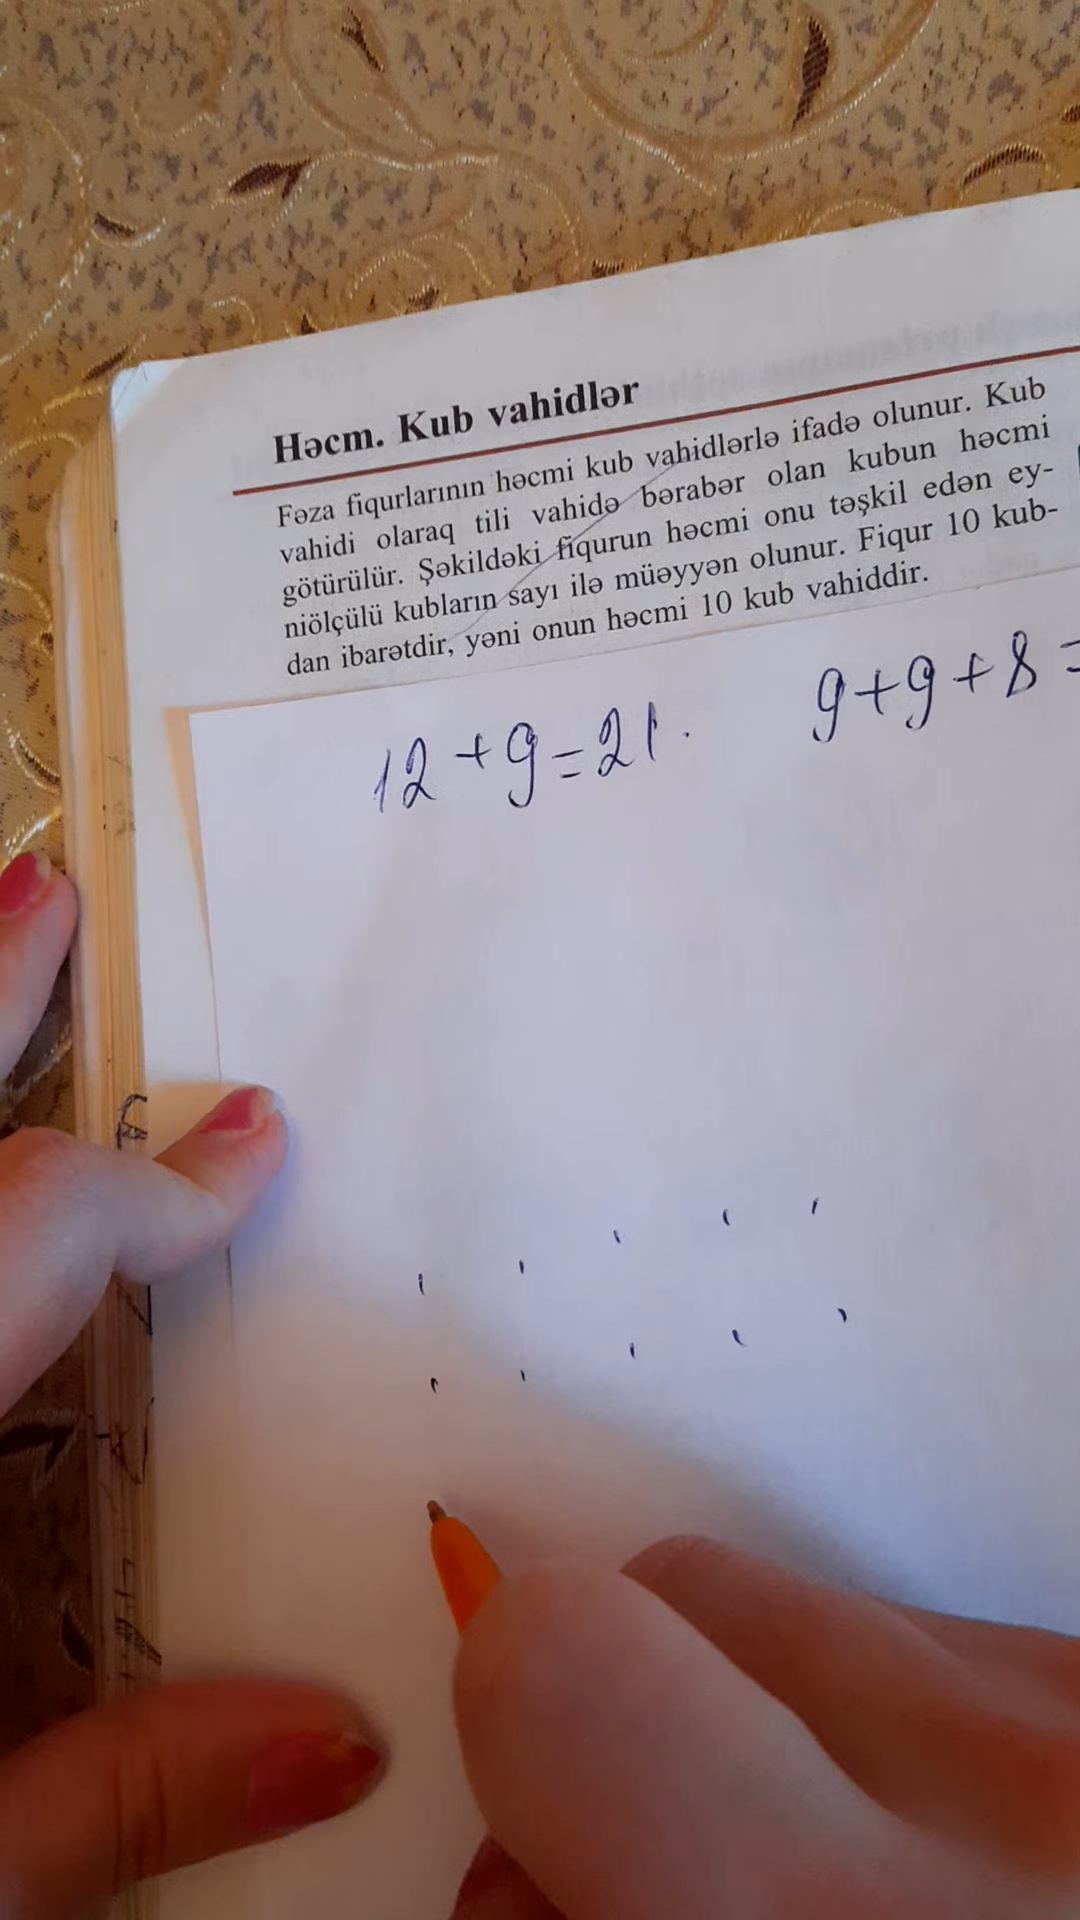 Həcm. Kub vahidlər
Fəza fiqurlarının həcmi kub vahidlərlə ifadə olunur. Kub
vahidi olaraq tili vahidə bərabər olan kubun həcmi
götürülür. Şəkildəki fiqurun həcmi onu təşkil edən ey-
niölçülü kubların sayı ilə müəyyən olunur. Fiqur 10 kub-
dan ibarətdir, yəni onun həcmi 10 kub vahiddir.
12+9=21. 9+9+8=